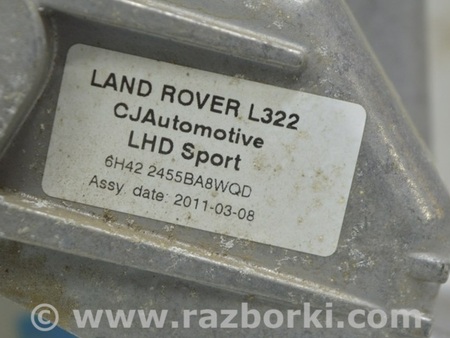 LAND ROVER L322
CJAutomotive
LHD Sport
6H42 2455BA8WQD
Assy. date: 2011-03-08
© www.razborki.com